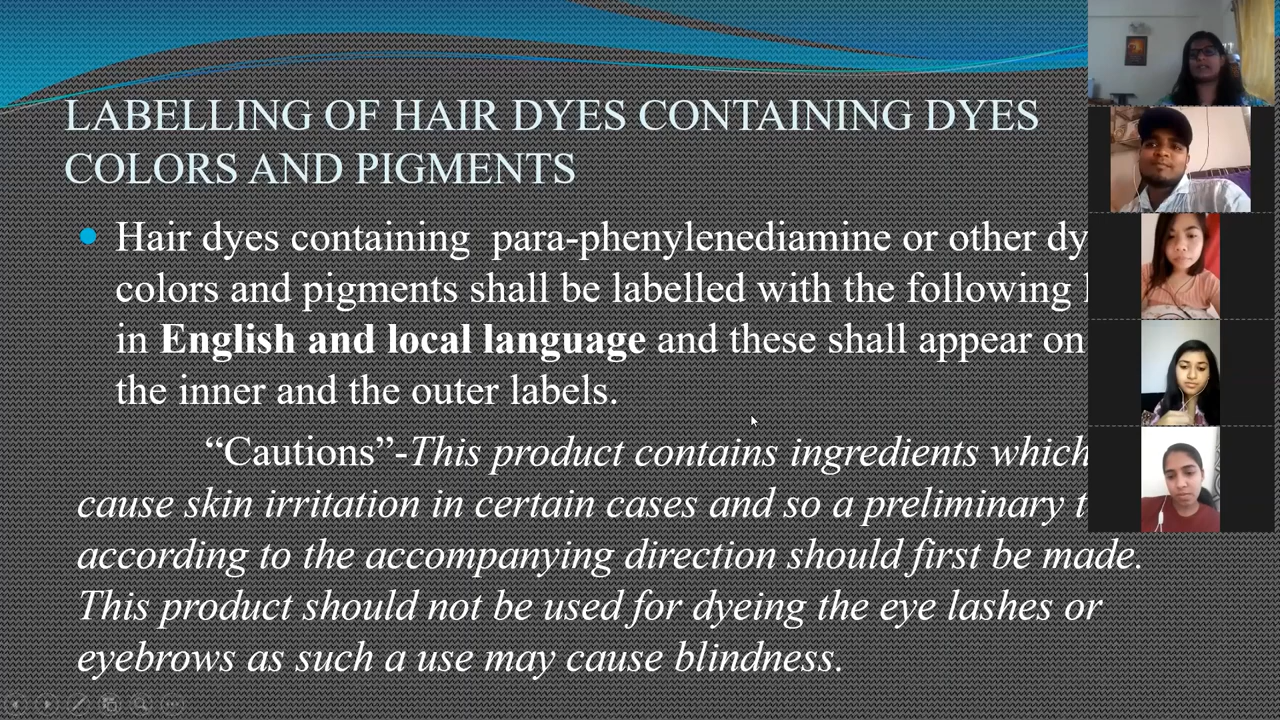 LABELLING OF HAIR DYES CONTAINING DYES
COLORS AND PIGMENTS
Hair dyes containing para-phenylenediamine or other dy
colors and pigments shall be labelled with the following
in English and local language and these shall appear on
the inner and the outer labels.
“Cautions”-This product contains ingredients which
cause skin irritation in certain cases and so a preliminary t
according to the accompanying direction should first be made.
This product should not be used for dyeing the eye lashes or
eyebrows as such a use may cause blindness.